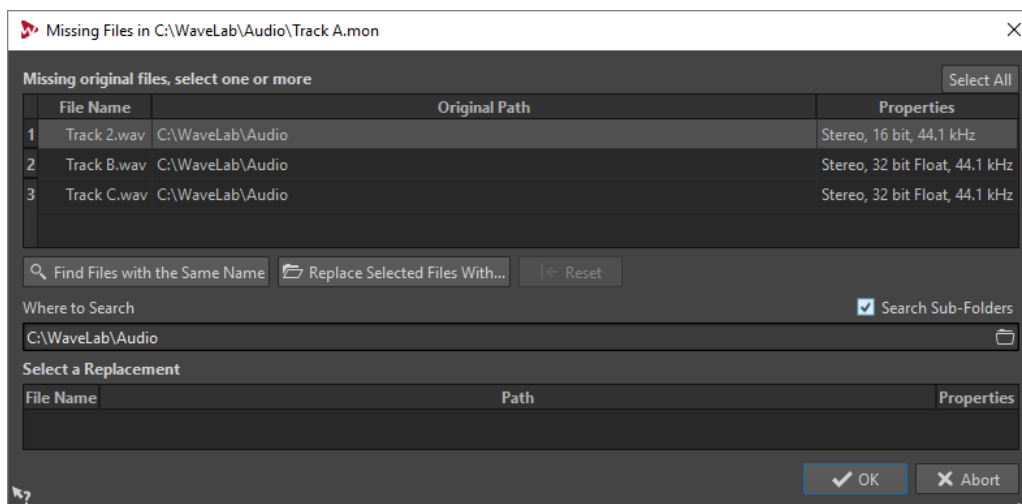 Missing Files in C:\WaveLab\Audio\Track A.mon
Missing original files, select one or more Select All
File Name Original Path Properties
1 Track 2.wav C:\WaveLab\Audio Stereo, 16 bit, 44.1 kHz
2 Track B.wav C:\WaveLab\Audio Stereo, 32 bit Float, 44.1 kHz
3 Track C.wav C:\WaveLab\Audio Stereo, 32 bit Float, 44.1 kHz
Find Files with the Same Name Replace Selected Files With... Reset
Where to Search Search Sub-Folders
C:\WaveLab\Audio
Select a Replacement
File Name Path Properties
OK Abort
?